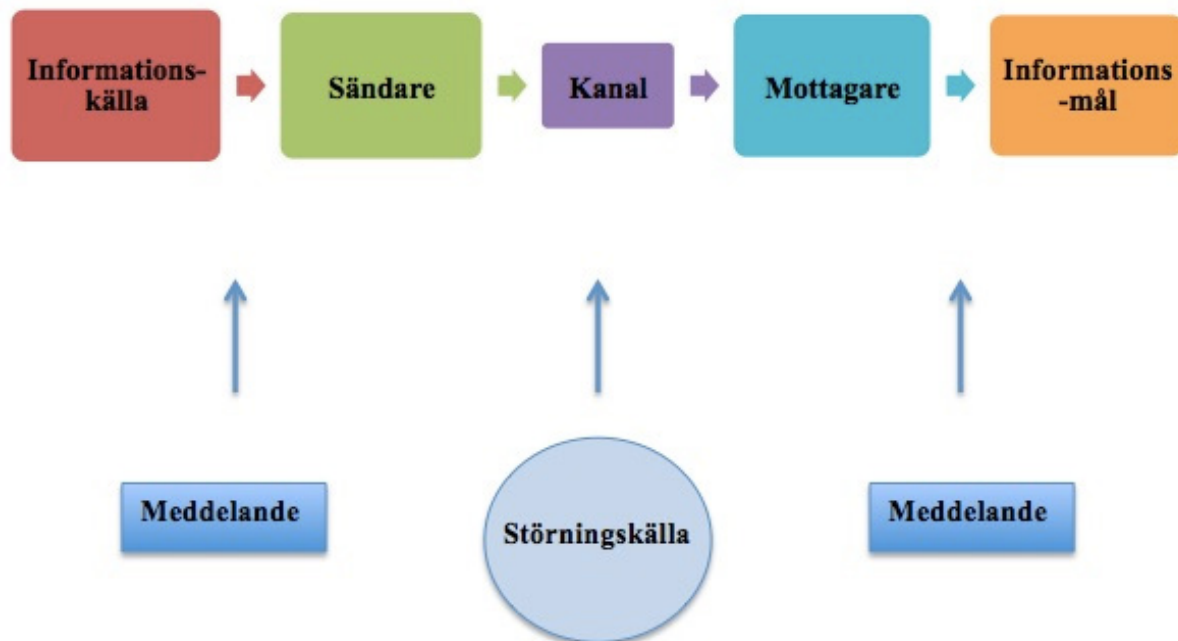 Informations-
källa
Sändare
Kanal
Mottagare
Informations
-mål
Meddelande
Störningskälla
Meddelande